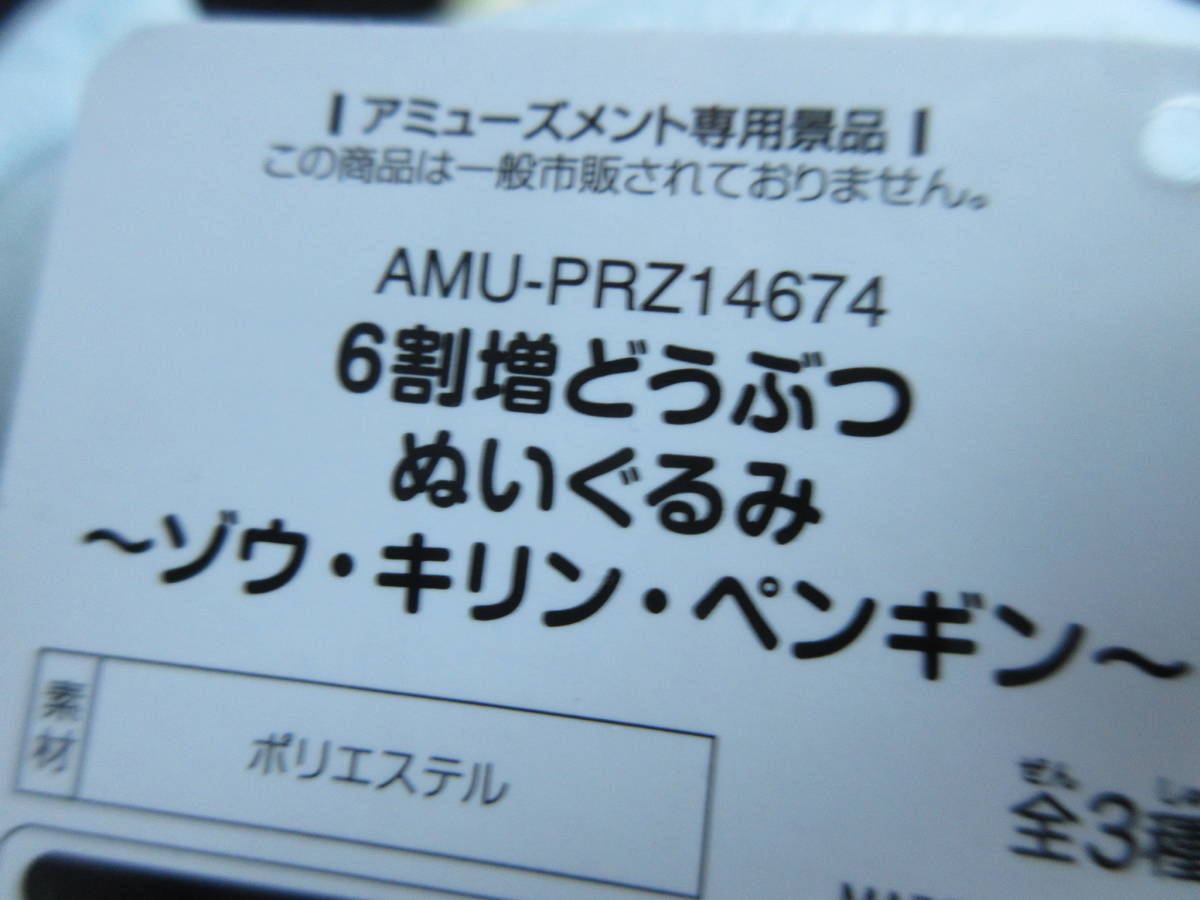 アミューズメント専用景品
この商品は一般市販されておりません。
AMU-PRZ14674
6割増どうぶつ
ぬいぐるみ
～ゾウ・キリン・ペンギン～
素材
ポリエステル
ぜん
全3種